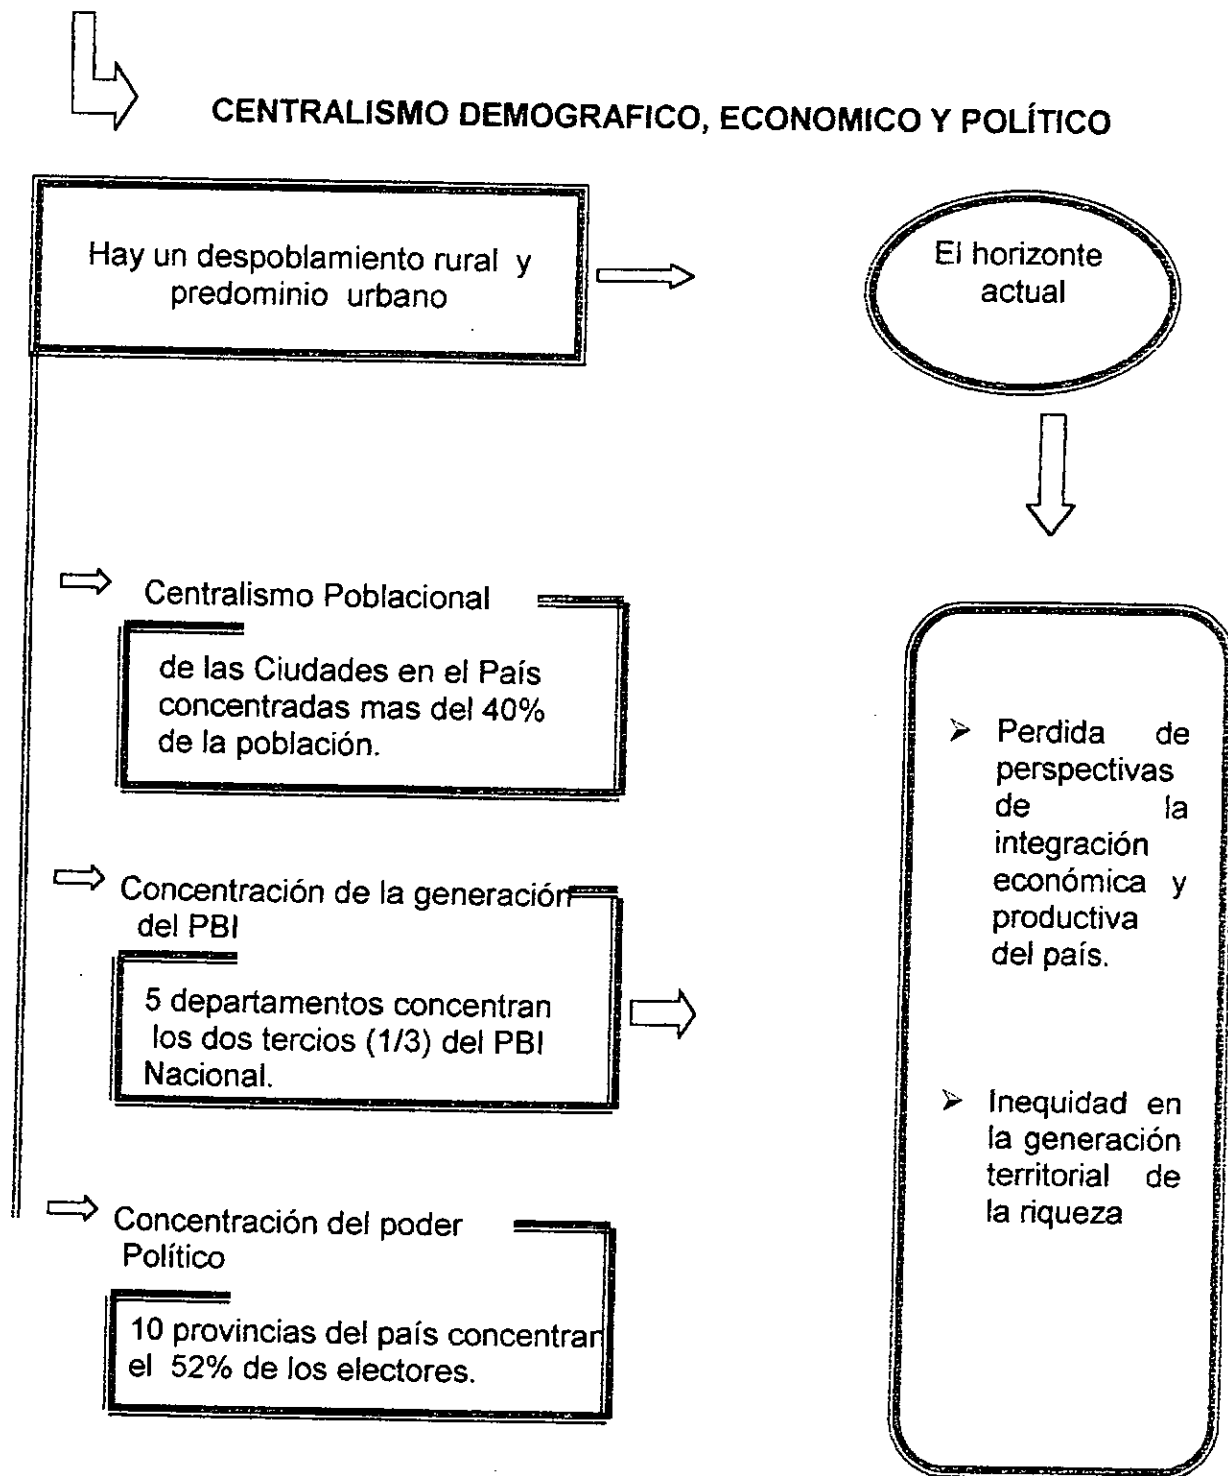 CENTRALISMO DEMOGRAFICO, ECONOMICO Y POLÍTICO
Hay un despoblamiento rural y
predominio urbano
El horizonte
actual
Centralismo Poblacional
de las Ciudades en el País
concentradas mas del 40%
de la población.
Concentración de la generación
del PBI
5 departamentos concentran
los dos tercios (1/3) del PBI
Nacional.
Concentración del poder
Político
10 provincias del país concentran
el 52% de los electores.
➢ Perdida de
perspectivas
de la
integración
económica y
productiva
del país.
➢ Inequidad en
la generación
territorial de
la riqueza